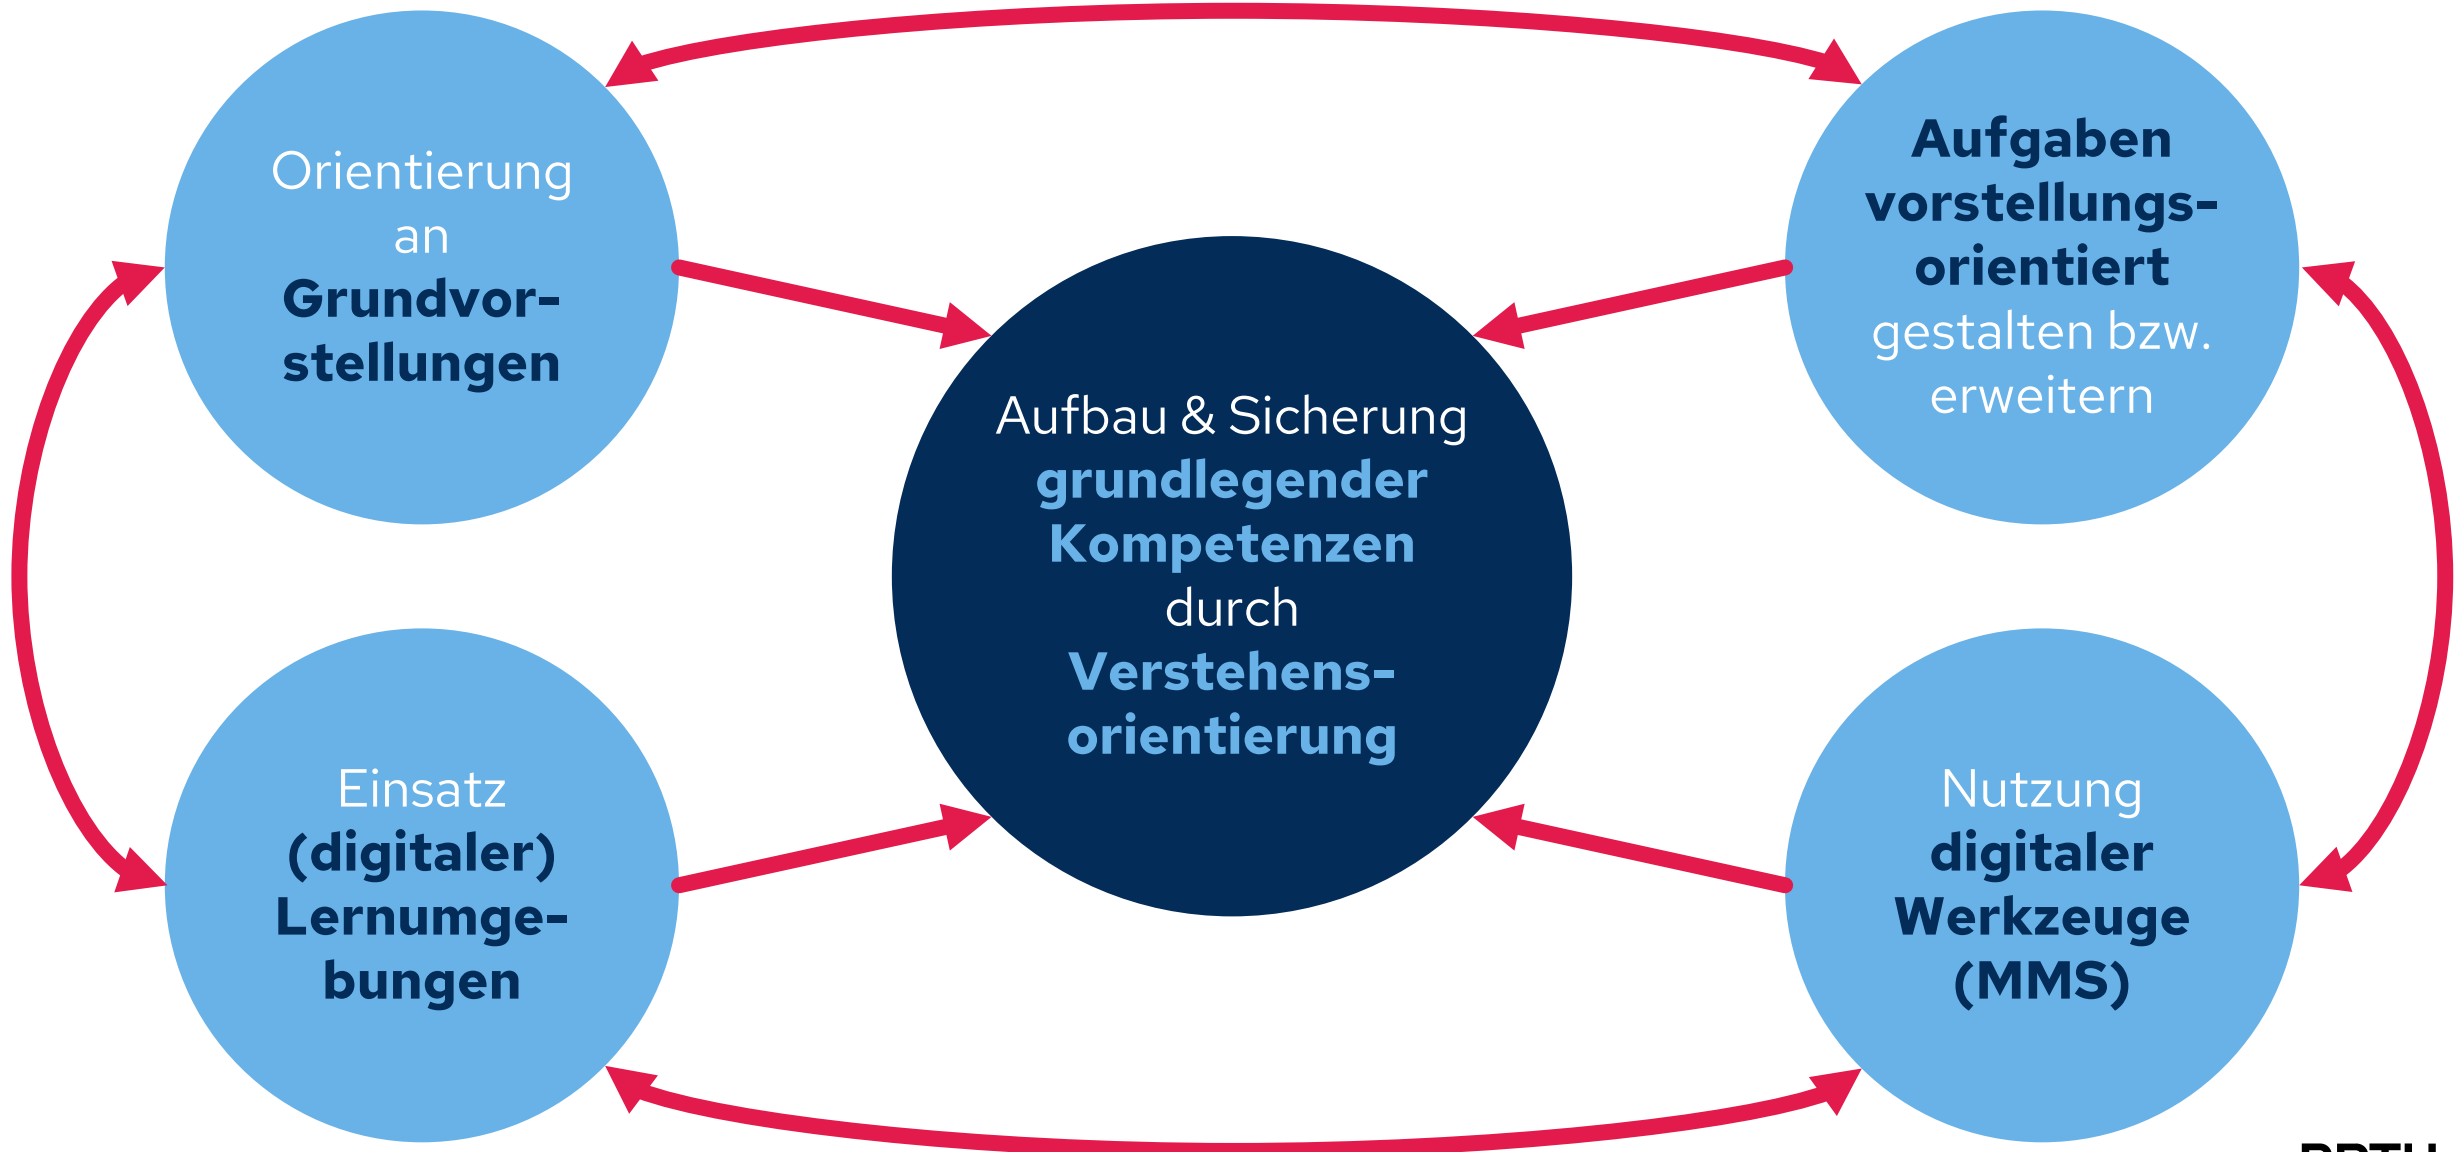 Orientierung
an
Grundvor-
stellungen
Aufgaben
vorstellungs-
orientiert
gestalten bzw.
erweitern
Aufbau & Sicherung
grundlegender
Kompetenzen
durch
Verstehens-
orientierung
Einsatz
(digitaler)
Lernumge-
bungen
Nutzung
digitaler
Werkzeuge
(MMS)